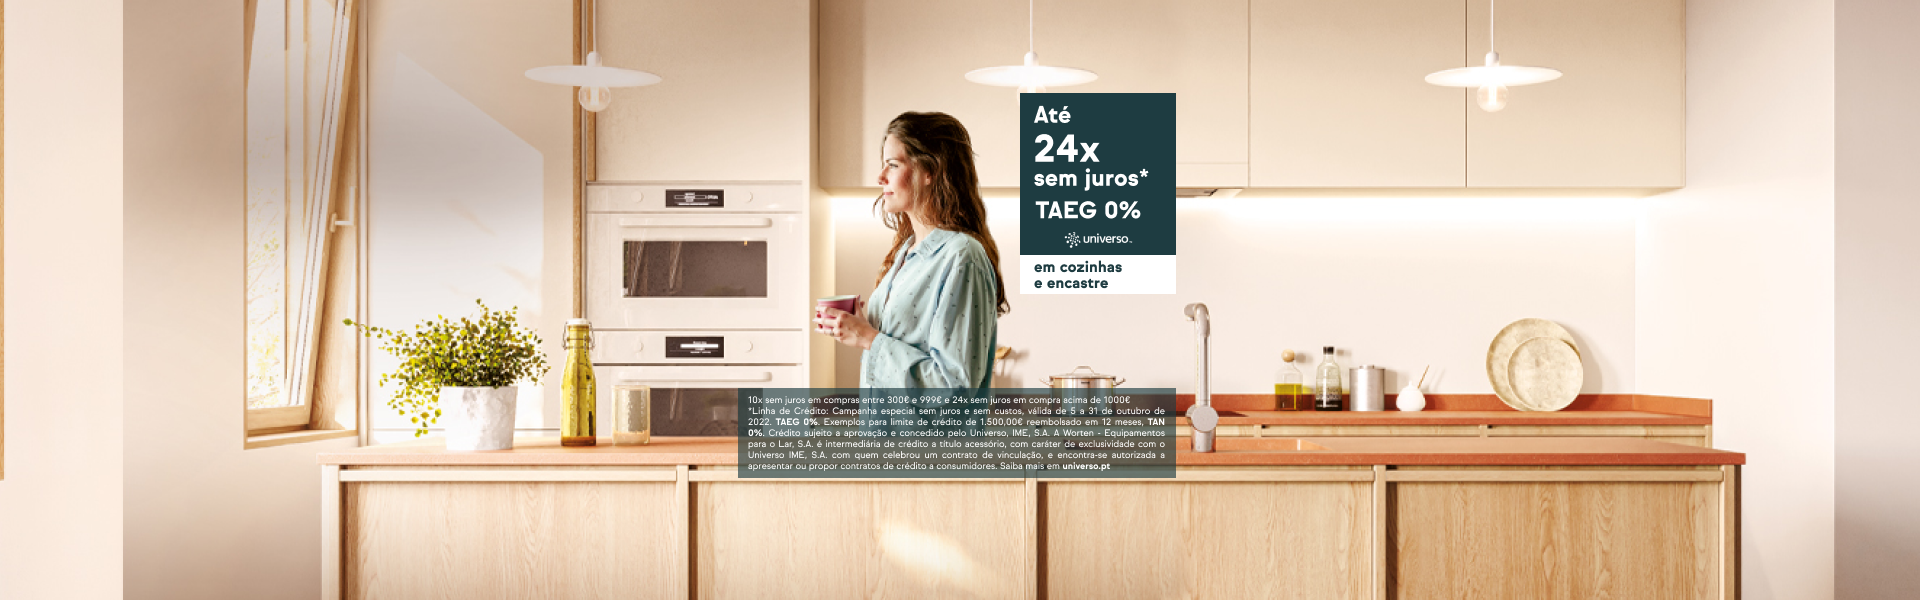 Até
24x
sem juros*
TAEG 0%
universo
em cozinhas
e encastre
10x sem juros em compras entre 300€ e 999€ e 24x sem juros em compra acima de 1000€
*Linha de Crédito: Campanha especial sem juros e sem custos, válida de 5 a 31 de outubro de
2022. TAEG 0%. Exemplos para limite de crédito de 1.500,00€ reembolsado em 12 meses, TAN
0%. Crédito sujeito a aprovação e concedido pelo Universo, IME, S.A. A Worten - Equipamentos
para o Lar, S.A. é intermediária de crédito a título acessório, com caráter de exclusividade com o
Universo IME, S.A. com quem celebrou um contrato de vinculação, e encontra-se autorizada a
apresentar ou propor contratos de crédito a consumidores. Saiba mais em universo.pt